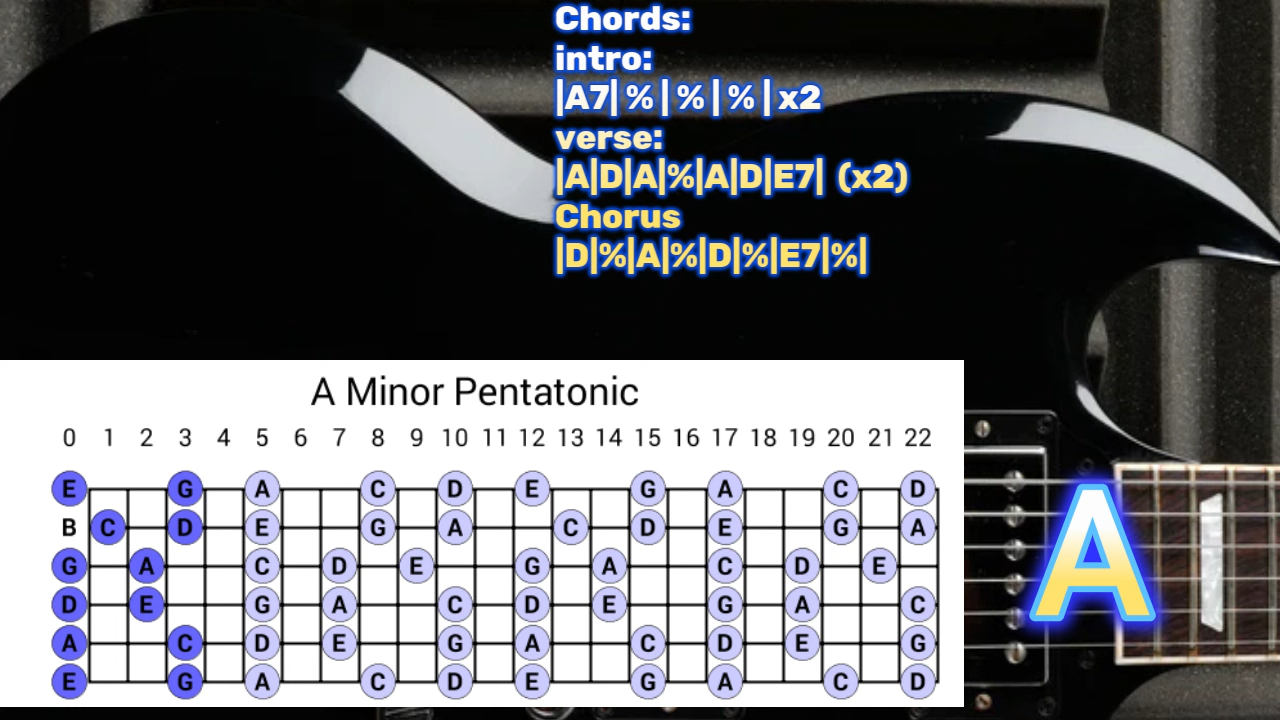 Chords:
intro:
|A7| % | % | % | x2
verse:
|A|D|A|%|A|D|E7| (x2)
Chorus
|D|%|A|%|D|%|E7|%|
A Minor Pentatonic
0 1 2 3 4 5 6 7 8 9 10 11 12 13 14 15 16 17 18 19 20 21 22
E G A C D E G A C D
B C D E G A C D E G A
G A C D E G A C D E
D E G A C D E G A C
A C D E G A C D E G
E G A C D E G A C D
A